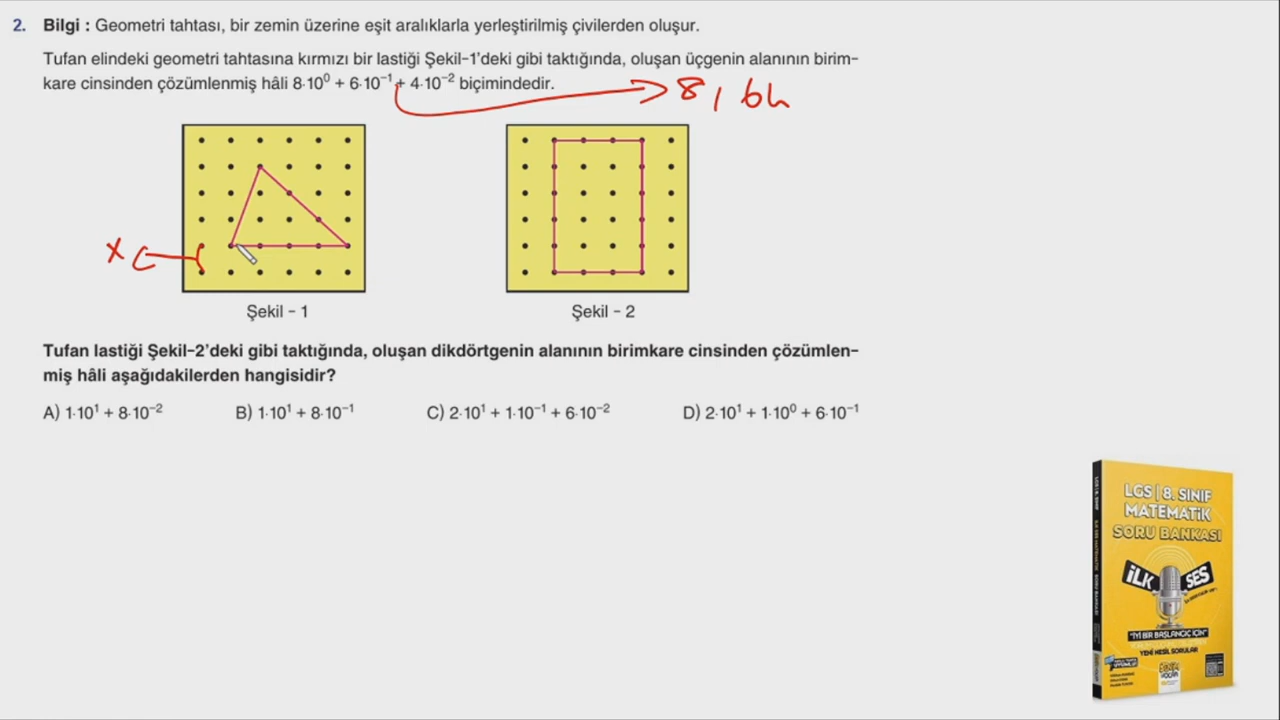 2. Bilgi : Geometri tahtası, bir zemin üzerine eşit aralıklarla yerleştirilmiş çivilerden oluşur.
Tufan elindeki geometri tahtasına kırmızı bir lastiği Şekil-1'deki gibi taktığında, oluşan üçgenin alanının birim-
kare cinsinden çözümlenmiş hâli 8·10⁰ + 6·10⁻¹ + 4·10⁻² biçimindedir.
8,64
x
Şekil - 1
Şekil - 2
Tufan lastiği Şekil-2'deki gibi taktığında, oluşan dikdörtgenin alanının birimkare cinsinden çözümlen-
miş hâli aşağıdakilerden hangisidir?
A) 1·10¹ + 8·10⁻² B) 1·10¹ + 8·10⁻¹ C) 2·10¹ + 1·10⁻¹ + 6·10⁻² D) 2·10¹ + 1·10⁰ + 6·10⁻¹
LGS | 8. SINIF
MATEMATİK
SORU BANKASI
İLK SES
"İYİ BİR BAŞLANGIÇ İÇİN"
YENİ NESİL SORULAR